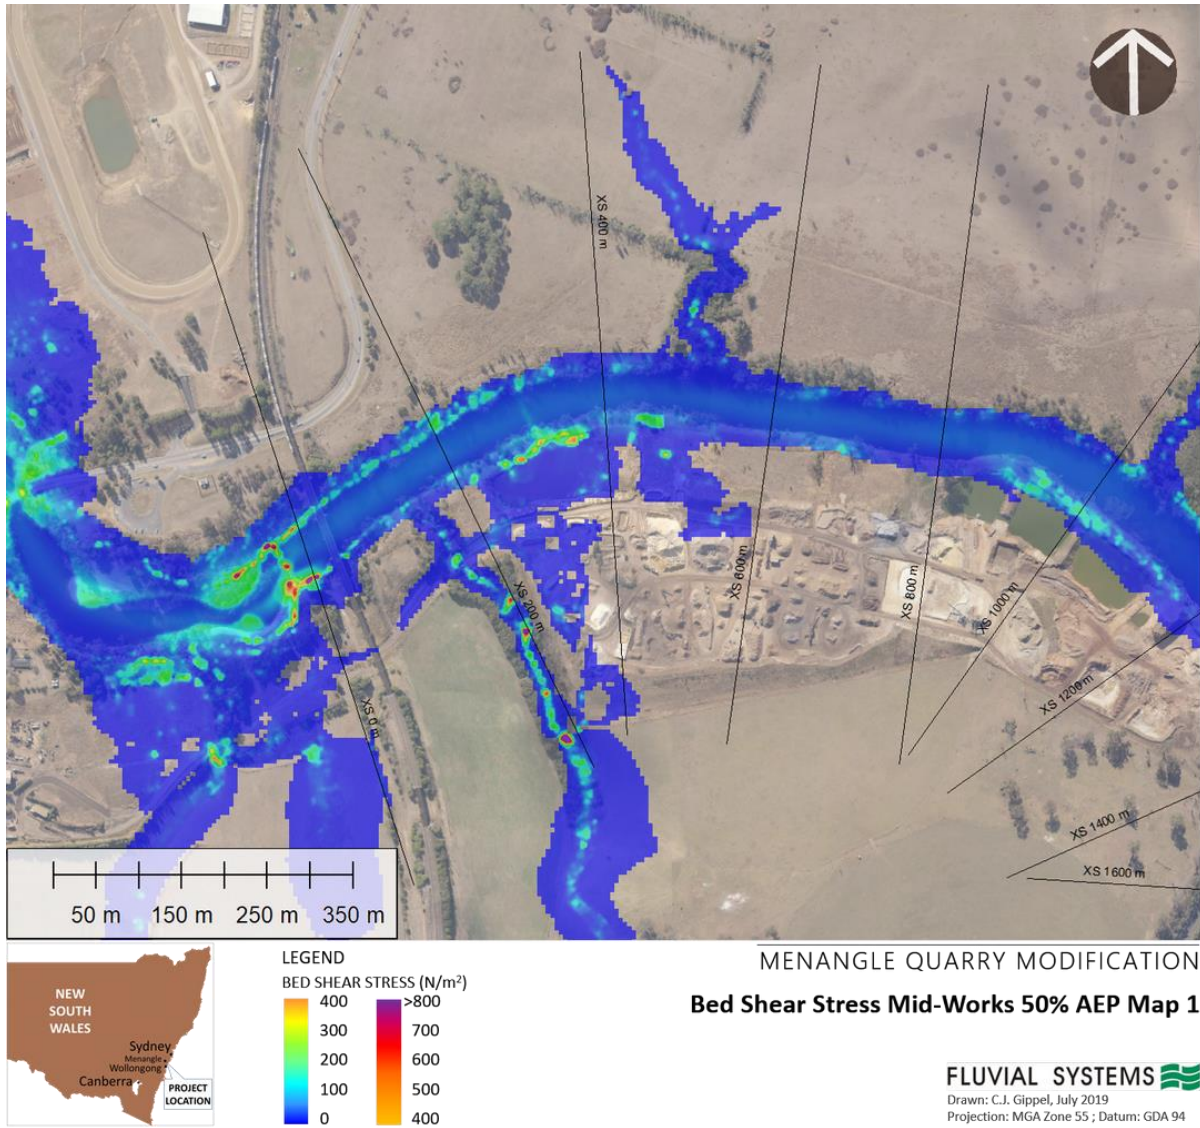 XS 400 m
XS 200 m
XS 600 m
XS 800 m
XS 1000 m
XS 0 m
XS 1200 m
XS 1400 m
XS 1600 m
50 m 150 m 250 m 350 m
NEW
SOUTH
WALES
Sydney
Menangle
Wollongong
Canberra
PROJECT
LOCATION
LEGEND
BED SHEAR STRESS (N/m²)
400 >800
300 700
200 600
100 500
0 400
MENANGLE QUARRY MODIFICATION
Bed Shear Stress Mid-Works 50% AEP Map 1
FLUVIAL SYSTEMS
Drawn: C.J. Gippel, July 2019
Projection: MGA Zone 55 ; Datum: GDA 94